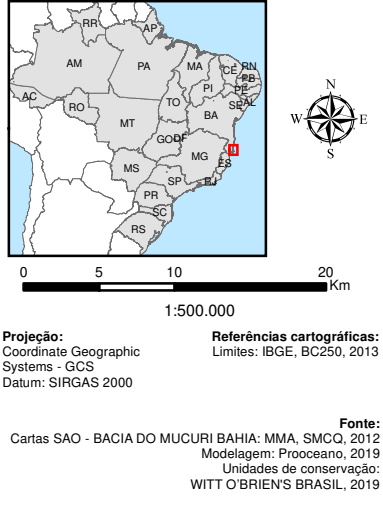 RR
AP
AM
PA
MA
CE
RN
PB
PE
AL
SE
PI
AC
RO
TO
BA
MT
GO
DF
MG
ES
MS
SP
RJ
PR
SC
RS
N
W
E
S
0
5
10
20
Km
1:500.000
Projeção:
Coordinate Geographic
Systems - GCS
Datum: SIRGAS 2000
Referências cartográficas:
Limites: IBGE, BC250, 2013
Fonte:
Cartas SAO - BACIA DO MUCURI BAHIA: MMA, SMCQ, 2012
Modelagem: Prooceano, 2019
Unidades de conservação:
WITT O'BRIEN'S BRASIL, 2019